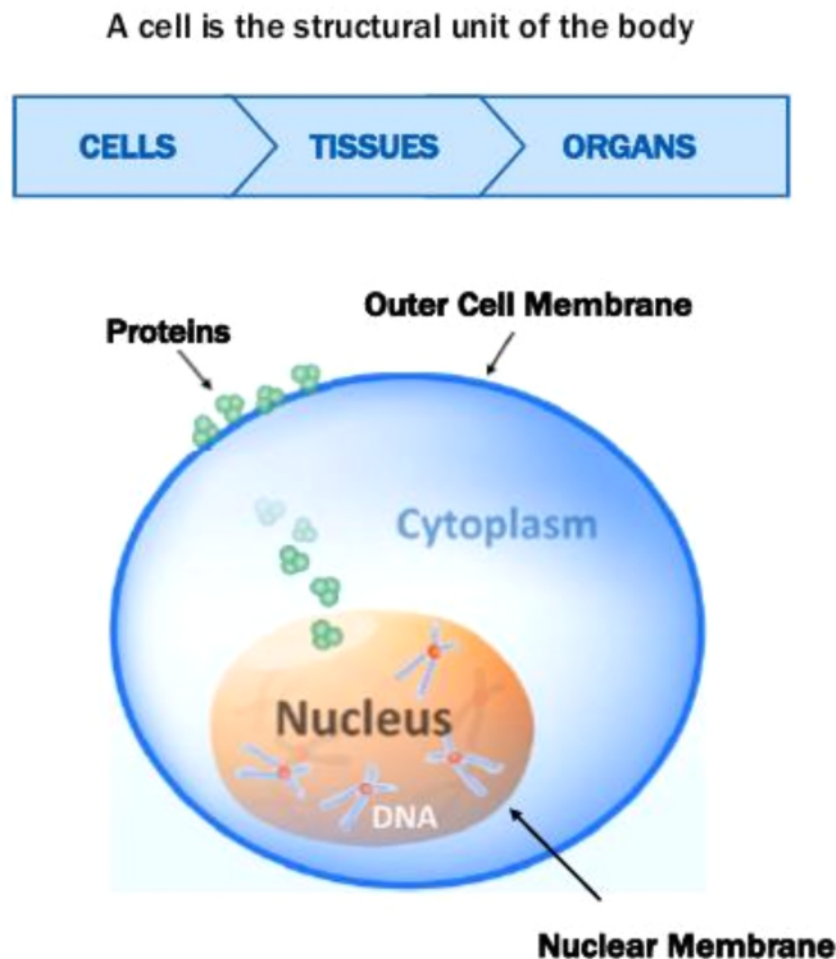 A cell is the structural unit of the body
CELLS TISSUES ORGANS
Outer Cell Membrane
Proteins
Cytoplasm
Nucleus
DNA
Nuclear Membrane